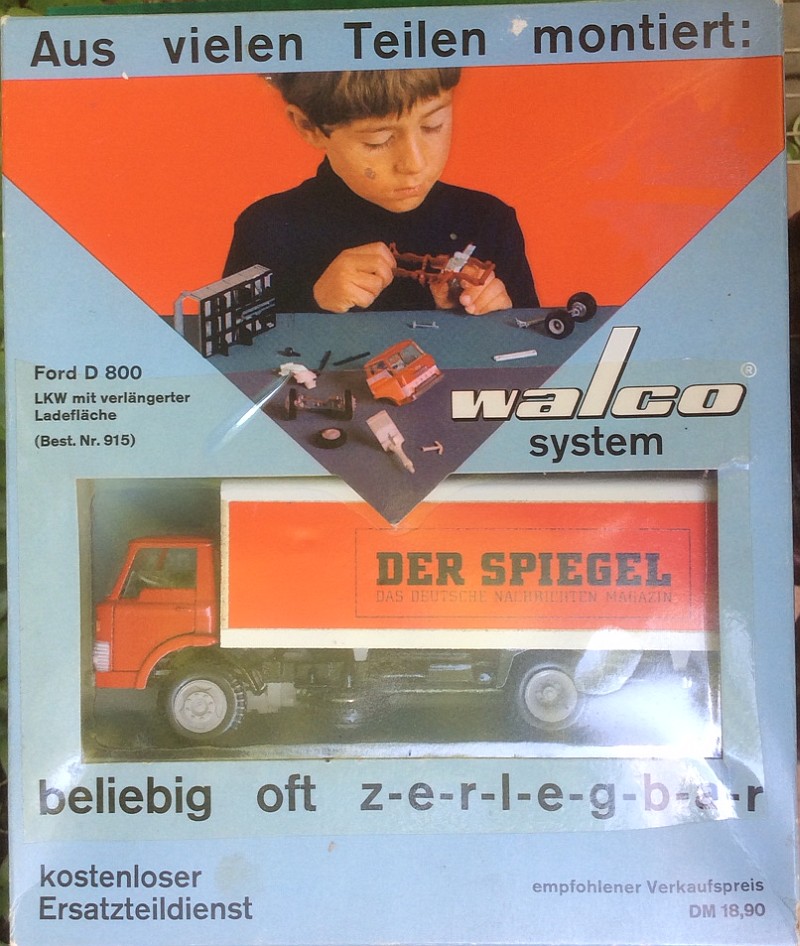 Aus vielen Teilen montiert:
Ford D 800
LKW mit verlängerter
Ladefläche
(Best. Nr. 915)
walco ®
system
DER SPIEGEL
DAS DEUTSCHE NACHRICHTEN MAGAZIN
beliebig oft z-e-r-l-e-g-b-a-r
kostenloser
Ersatzteildienst
empfohlener Verkaufspreis
DM 18,90